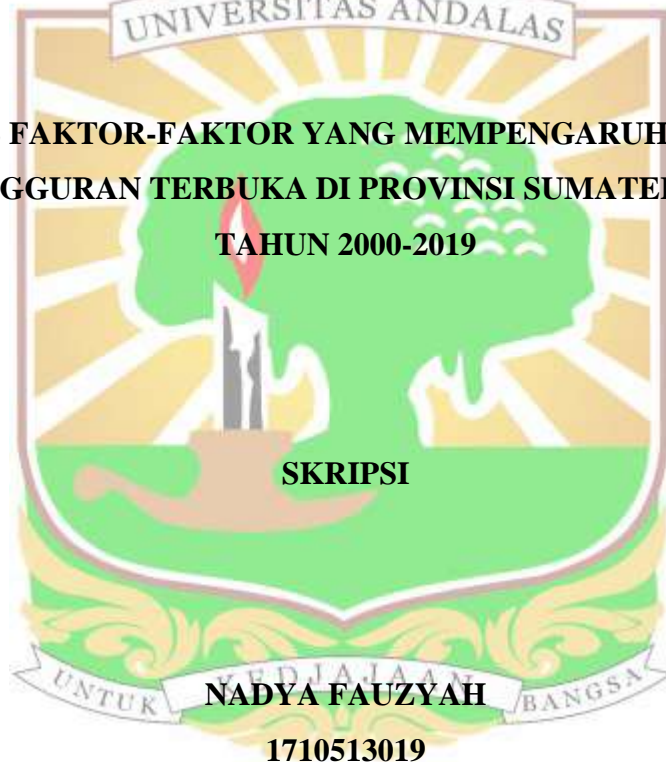 UNIVERSITAS ANDALAS
FAKTOR-FAKTOR YANG MEMPENGARUH
GGURAN TERBUKA DI PROVINSI SUMATE
TAHUN 2000-2019
SKRIPSI
UNTUK KEDJAJAAN BANGSA
NADYA FAUZYAH
1710513019